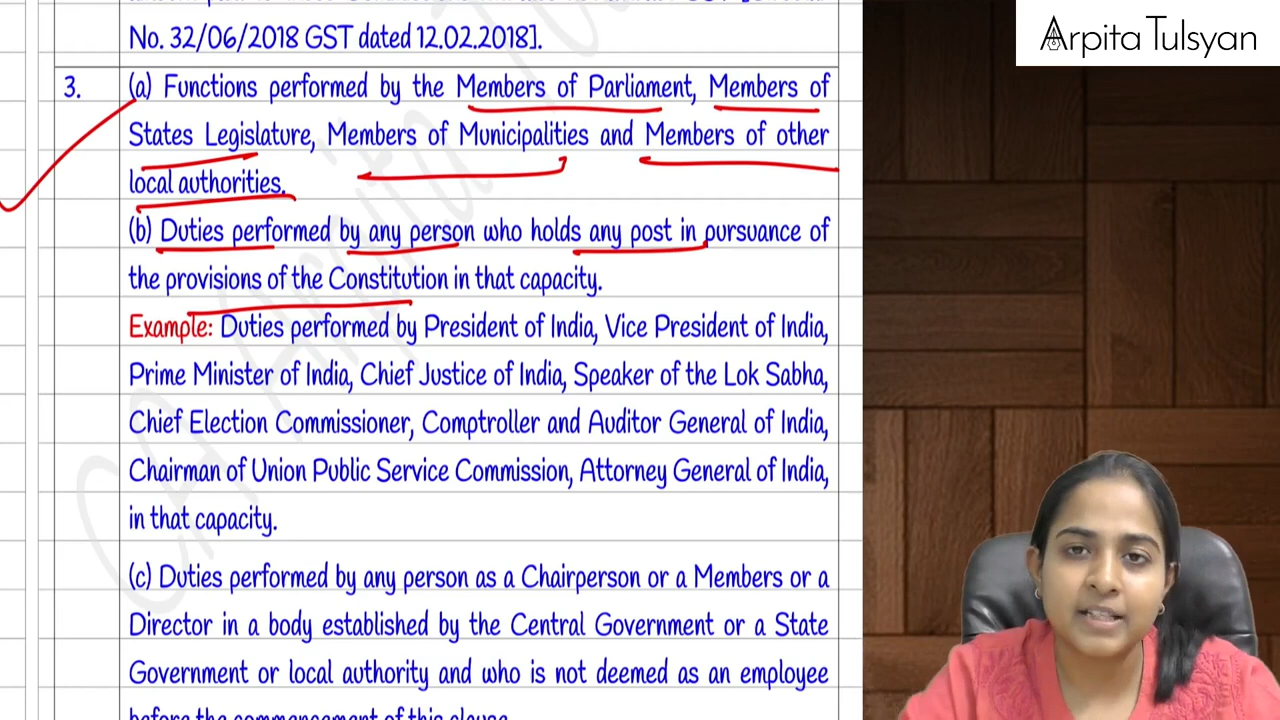 No. 32/06/2018 GST dated 12.02.2018].
Arpita Tulsyan
3. (a) Functions performed by the Members of Parliament, Members of
States Legislature, Members of Municipalities and Members of other
local authorities.
(b) Duties performed by any person who holds any post in pursuance of
the provisions of the Constitution in that capacity.
Example: Duties performed by President of India, Vice President of India,
Prime Minister of India, Chief Justice of India, Speaker of the Lok Sabha,
Chief Election Commissioner, Comptroller and Auditor General of India,
Chairman of Union Public Service Commission, Attorney General of India,
in that capacity.
(c) Duties performed by any person as a Chairperson or a Members or a
Director in a body established by the Central Government or a State
Government or local authority and who is not deemed as an employee
before the commencement of this clause.